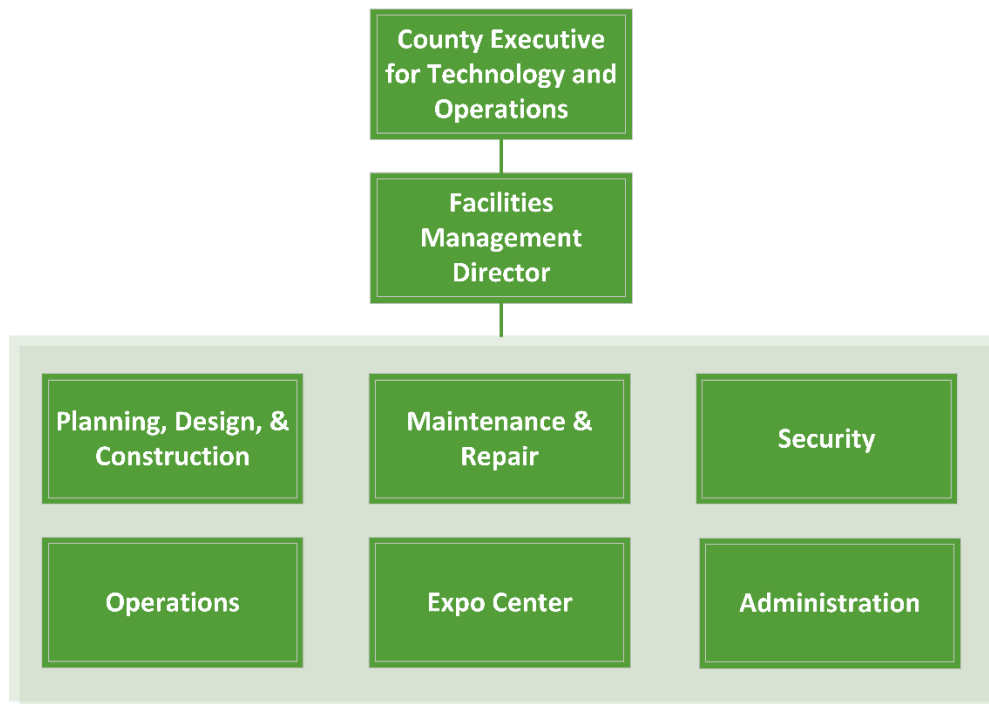 County Executive
for Technology and
Operations
Facilities
Management
Director
Planning, Design, &
Construction
Maintenance &
Repair
Security
Operations
Expo Center
Administration